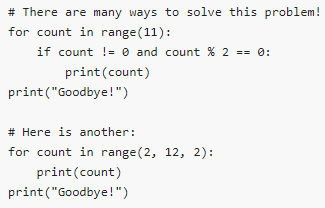 # There are many ways to solve this problem!
for count in range(11):
    if count != 0 and count % 2 == 0:
        print(count)
print("Goodbye!")

# Here is another:
for count in range(2, 12, 2):
    print(count)
print("Goodbye!")